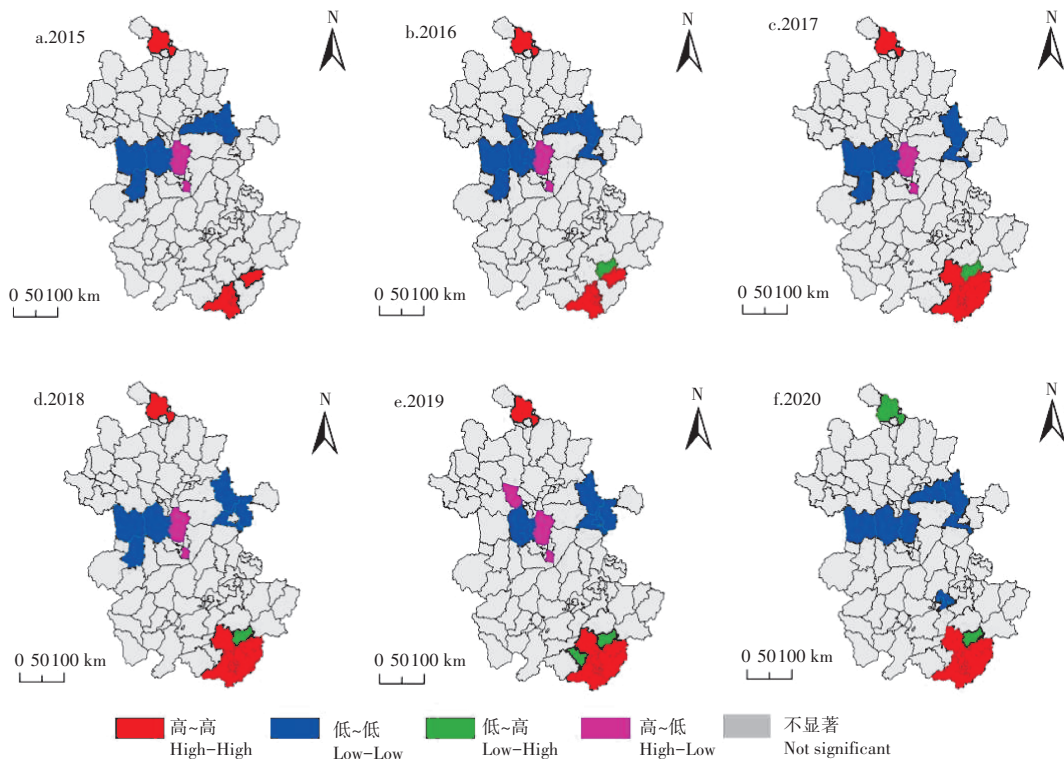 a.2015
N
b.2016
N
c.2017
N
0 50100 km
0 50100 km
0 50100 km
d.2018
N
e.2019
N
f.2020
N
0 50100 km
0 50100 km
0 50100 km
高~高
High-High
低~低
Low-Low
低~高
Low-High
高~低
High-Low
不显著
Not significant